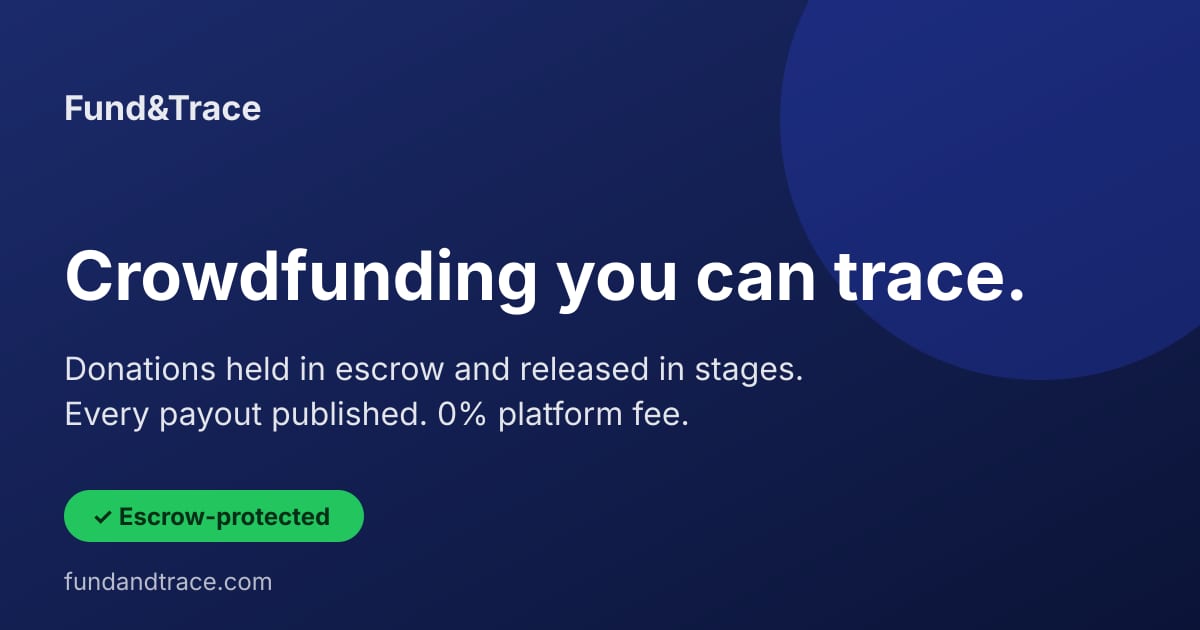 Fund&Trace
Crowdfunding you can trace.
Donations held in escrow and released in stages.
Every payout published. 0% platform fee.
✓ Escrow-protected
fundandtrace.com